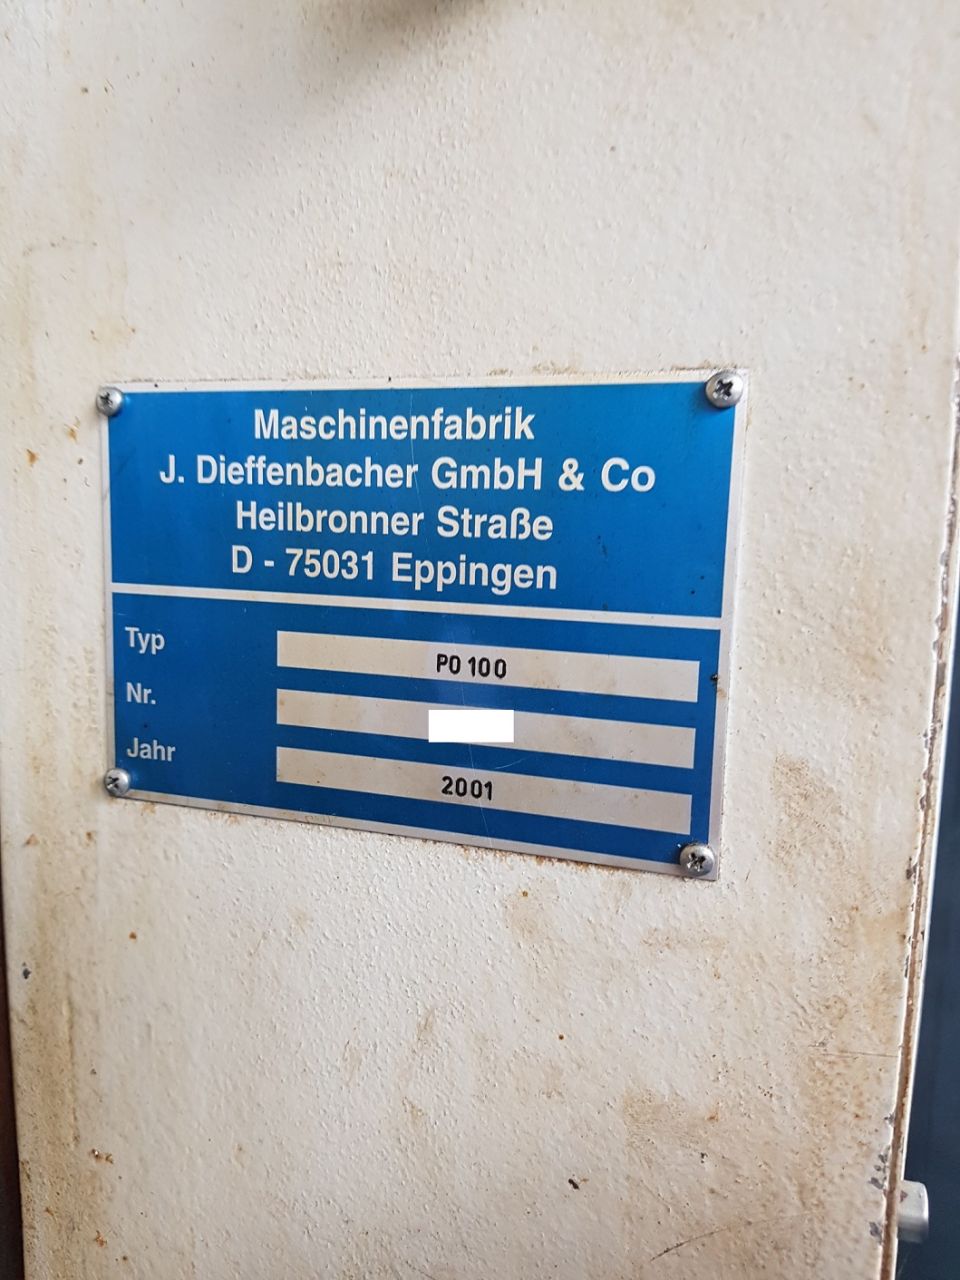 Maschinenfabrik
J. Dieffenbacher GmbH & Co
Heilbronner Straße
D - 75031 Eppingen
Typ PO 100
Nr.
Jahr 2001